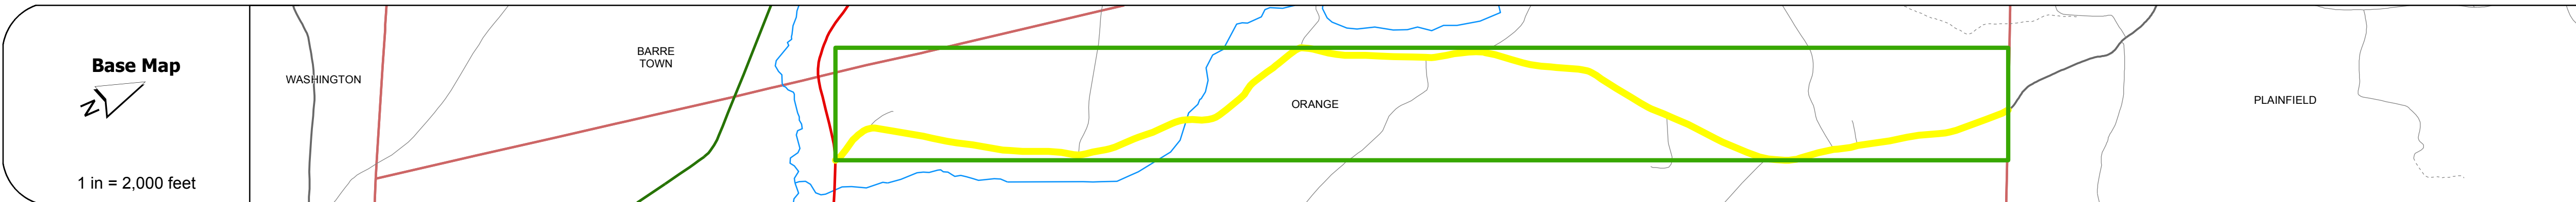 Base Map
N
1 in = 2,000 feet
WASHINGTON
BARRE
TOWN
ORANGE
PLAINFIELD